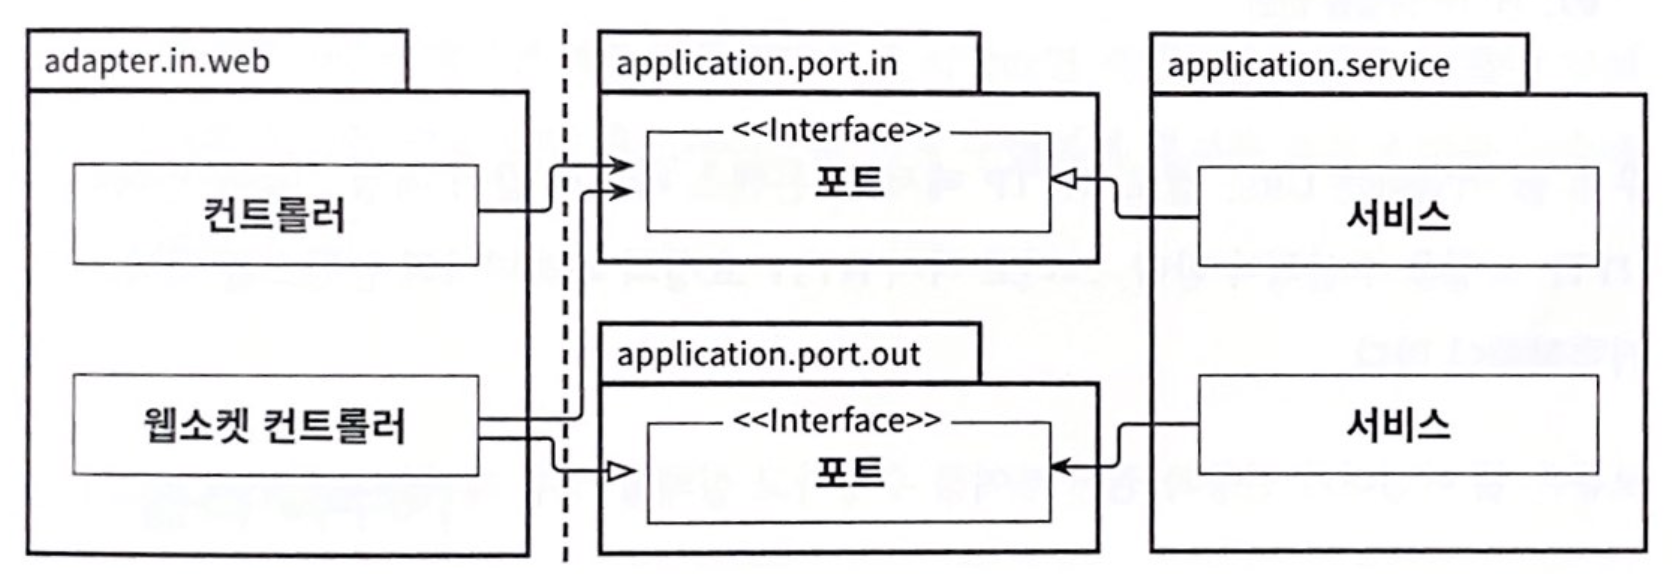 adapter.in.web
컨트롤러
웹소켓 컨트롤러
application.port.in
<<Interface>>
포트
application.port.out
<<Interface>>
포트
application.service
서비스
서비스